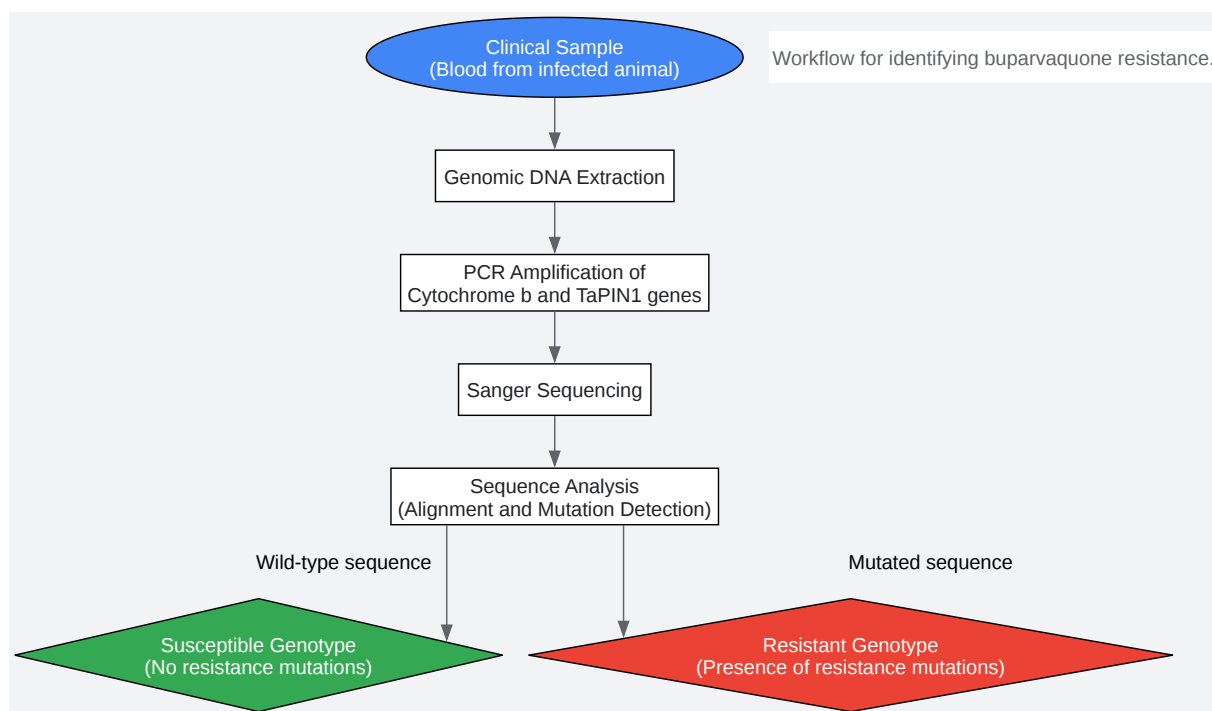 Clinical Sample
(Blood from infected animal)
Workflow for identifying buparvaquone resistance.
Genomic DNA Extraction
PCR Amplification of
Cytochrome b and TaPIN1 genes
Sanger Sequencing
Sequence Analysis
(Alignment and Mutation Detection)
Wild-type sequence
Mutated sequence
Susceptible Genotype
(No resistance mutations)
Resistant Genotype
(Presence of resistance mutations)